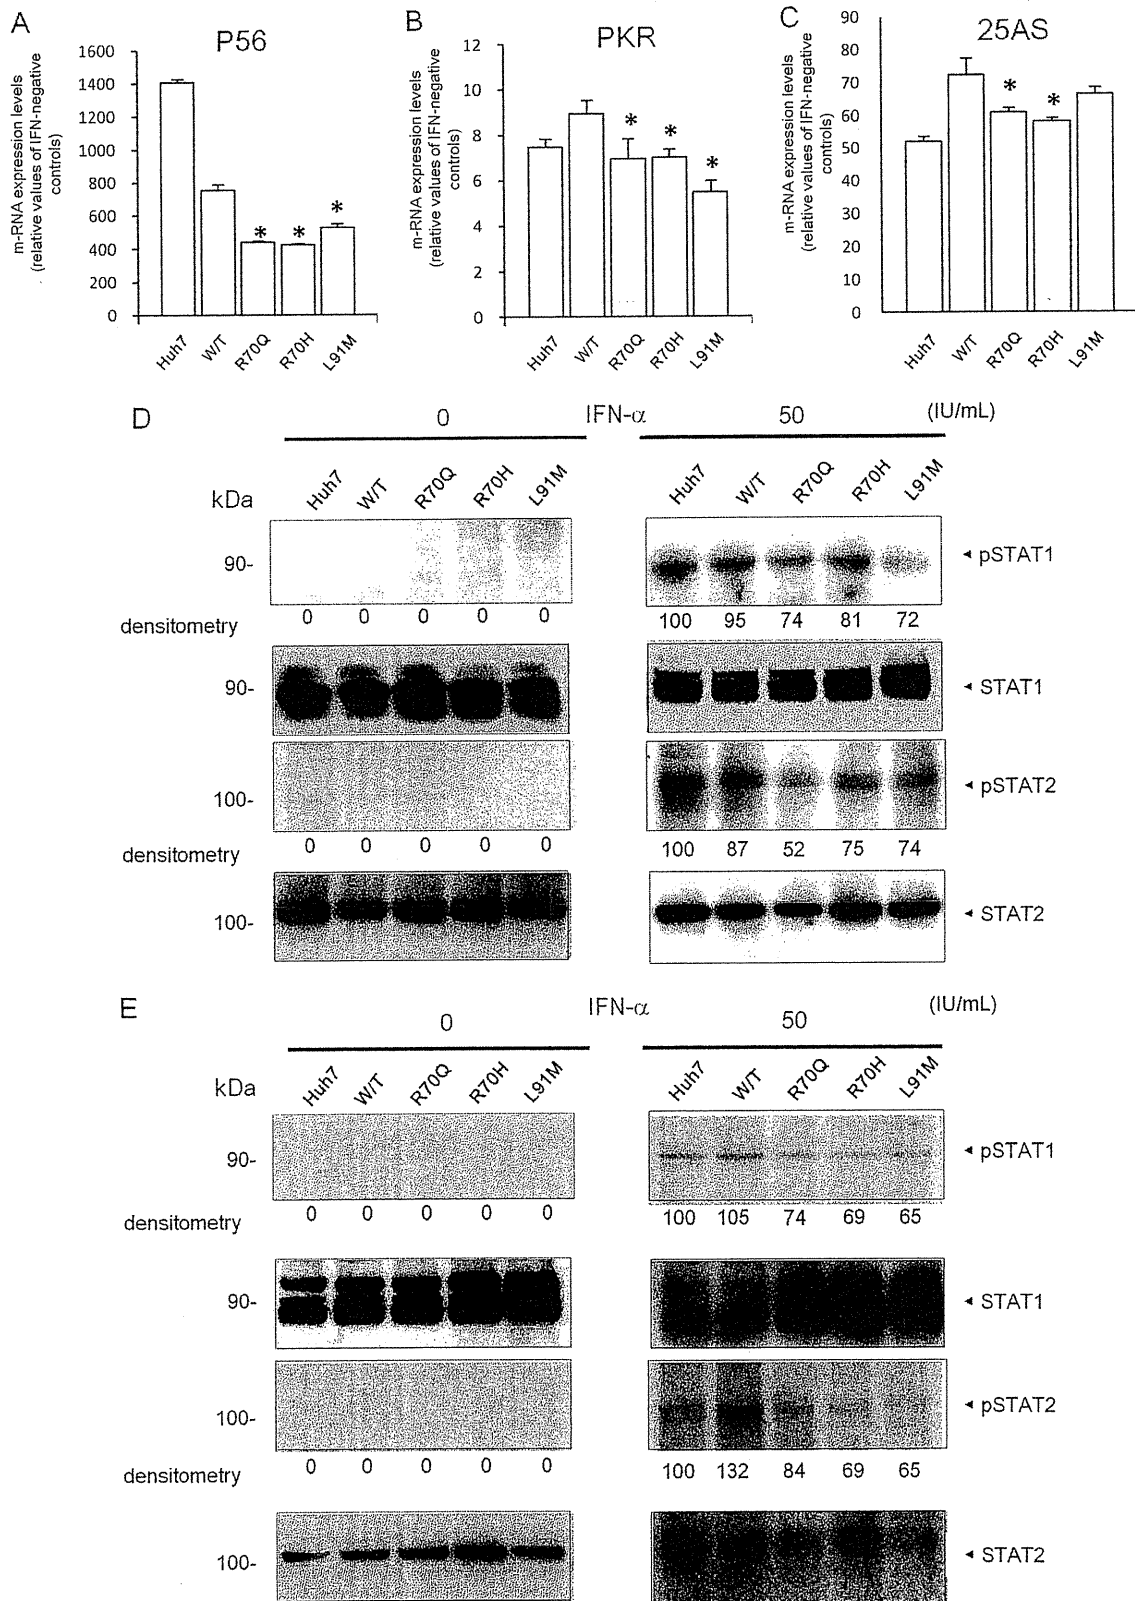 A
P56
m-RNA expression levels
(relative values of IFN-negative
controls)
1600
1400
1200
1000
800
600
400
200
0
* * *
Huh7 W/T R70Q R70H L91M
B
PKR
m-RNA expression levels
(relative values of IFN-negative
controls)
12
10
8
6
4
2
0
* * *
Huh7 W/T R70Q R70H L91M
C
25AS
m-RNA expression levels
(relative values of IFN-negative
controls)
90
80
70
60
50
40
30
20
10
0
* *
Huh7 W/T R70Q R70H L91M
D
0 IFN-α 50 (IU/mL)
kDa Huh7 W/T R70Q R70H L91M Huh7 W/T R70Q R70H L91M
90- pSTAT1
densitometry 0 0 0 0 0 100 95 74 81 72
90- STAT1
100- pSTAT2
densitometry 0 0 0 0 0 100 87 52 75 74
100- STAT2
E
0 IFN-α 50 (IU/mL)
kDa Huh7 W/T R70Q R70H L91M Huh7 W/T R70Q R70H L91M
90- pSTAT1
densitometry 0 0 0 0 0 100 105 74 69 65
90- STAT1
100- pSTAT2
densitometry 0 0 0 0 0 100 132 84 69 65
100- STAT2